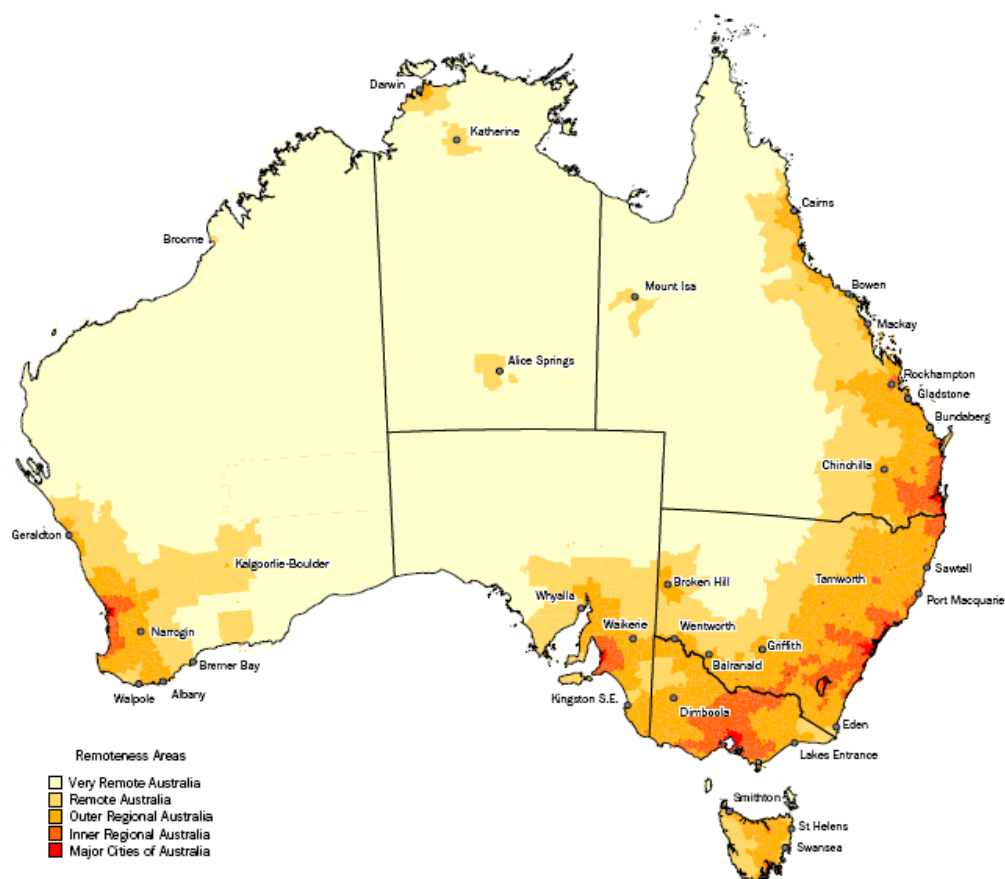 Darwin
Katherine
Cairns
Broome
Mount Isa
Bowen
Mackay
Alice Springs
Rockhampton
Gladstone
Bundaberg
Chinchilla
Geraldton
Kalgoorlie-Boulder
Broken Hill
Tamworth
Sawtell
Port Macquarie
Whyalla
Narrogin
Waikerie
Wentworth
Griffith
Balranald
Bremer Bay
Walpole
Albany
Kingston S.E.
Dimboola
Eden
Lakes Entrance
Remoteness Areas
Very Remote Australia
Remote Australia
Outer Regional Australia
Inner Regional Australia
Major Cities of Australia
Smithton
St Helens
Swansea